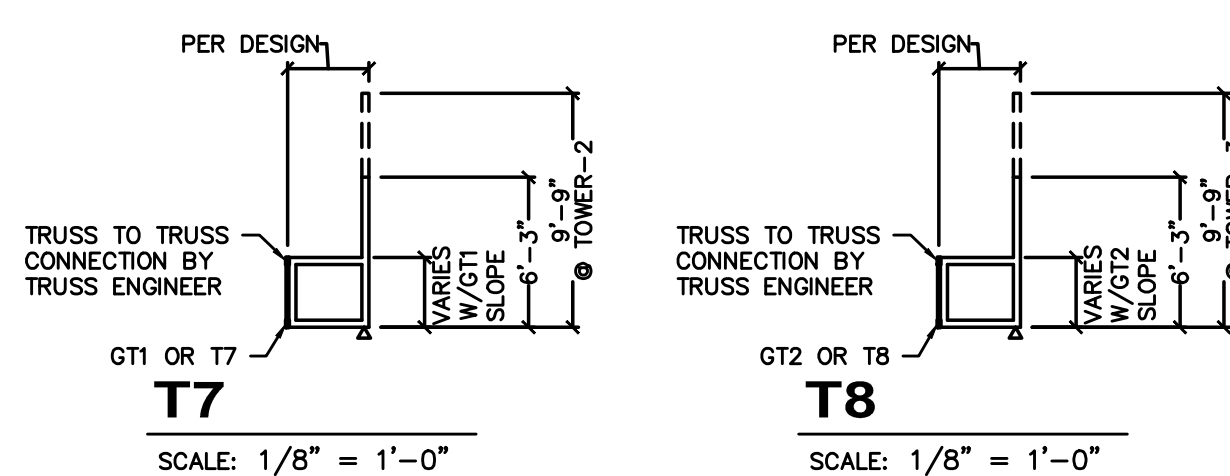 PER DESIGN
9'-9"
@ TOWER-2
6'-3"
TRUSS TO TRUSS
CONNECTION BY
TRUSS ENGINEER
VARIES
W/GT1
SLOPE
GT1 OR T7
T7
SCALE: 1/8" = 1'-0"
PER DESIGN
9'-9"
6'-3"
TRUSS TO TRUSS
CONNECTION BY
TRUSS ENGINEER
VARIES
W/GT2
SLOPE
GT2 OR T8
T8
SCALE: 1/8" = 1'-0"